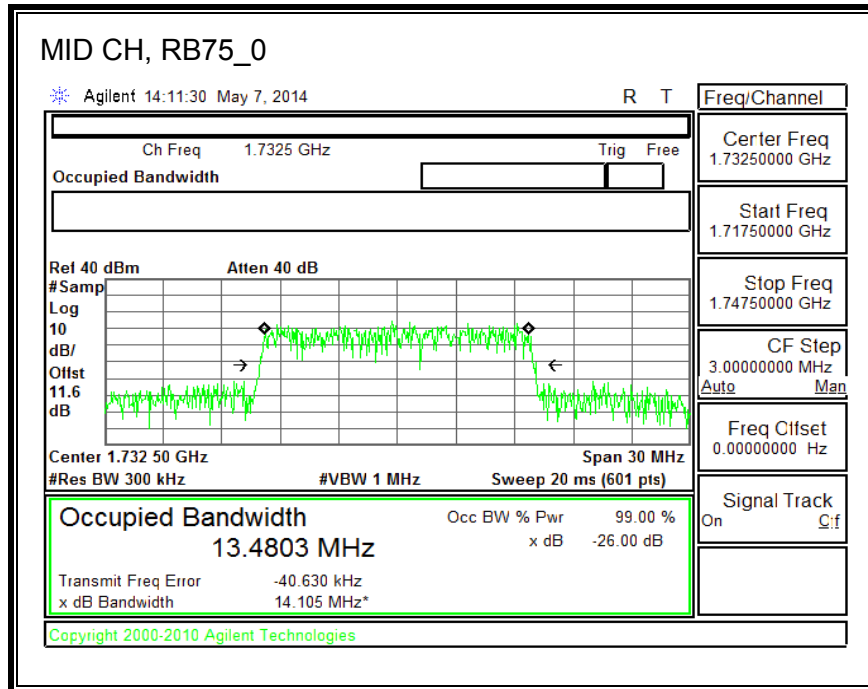 MID CH, RB75_0
Agilent 14:11:30 May 7, 2014 R T
Freq/Channel
Ch Freq 1.7325 GHz Trig Free
Occupied Bandwidth
Center Freq
1.73250000 GHz
Start Freq
1.71750000 GHz
Stop Freq
1.74750000 GHz
CF Step
3.00000000 MHz
Auto Man
Freq Offset
0.00000000 Hz
Signal Track
On Off
Ref 40 dBm Atten 40 dB
#Samp
Log
10
dB/
Offst
11.6
dB
Center 1.732 50 GHz Span 30 MHz
#Res BW 300 kHz #VBW 1 MHz Sweep 20 ms (601 pts)
Occupied Bandwidth Occ BW % Pwr 99.00 %
13.4803 MHz x dB -26.00 dB
Transmit Freq Error -40.630 kHz
x dB Bandwidth 14.105 MHz*
Copyright 2000-2010 Agilent Technologies